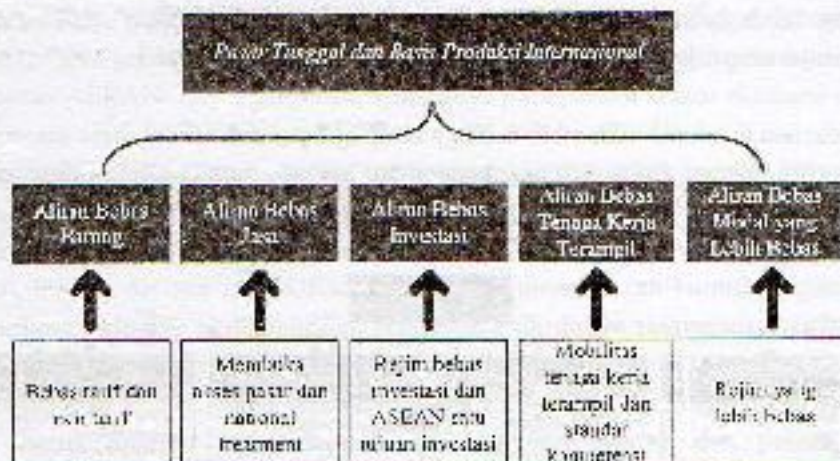 Pasar Tunggal dan Basis Produksi Internasional
Aliran Bebas
Barang
Aliran Bebas
Jasa
Aliran Bebas
Investasi
Aliran Bebas
Tenaga Kerja
Terampil
Aliran Bebas
Modal yang
Lebih Bebas
Bebas tarif dan
non tarif
Membuka
akses pasar dan
national
treatment
Rejim bebas
investasi dan
ASEAN satu
tujuan investasi
Mobilitas
tenaga kerja
terampil dan
standar
kompetensi
Rejim yang
lebih bebas